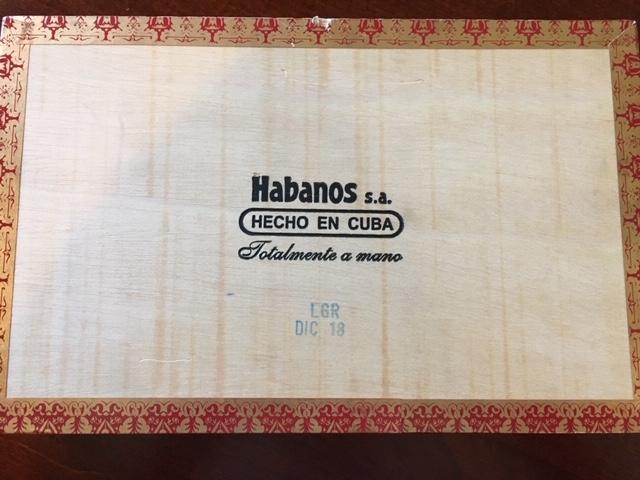 Habanos s.a.
HECHO EN CUBA
Totalmente a mano
LGR
DIC 18